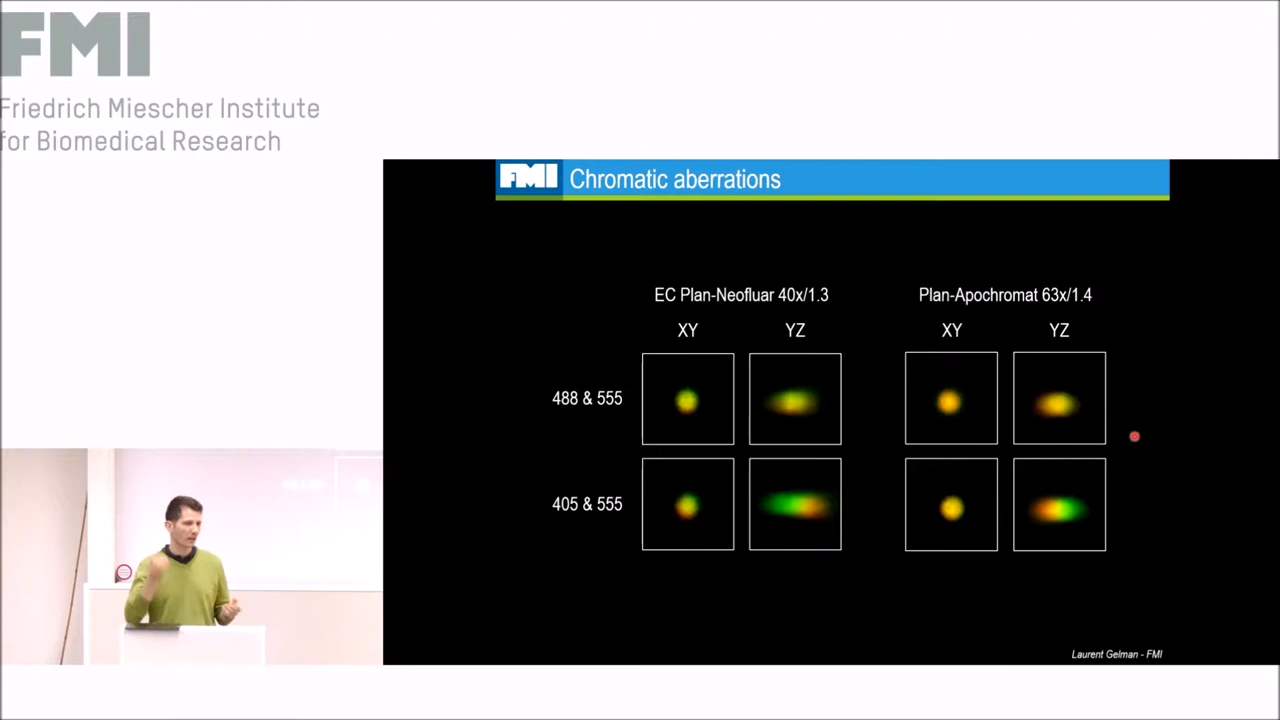 FMI
Friedrich Miescher Institute
for Biomedical Research
FMI Chromatic aberrations
EC Plan-Neofluar 40x/1.3 Plan-Apochromat 63x/1.4
XY YZ XY YZ
488 & 555
405 & 555
Laurent Gelman - FMI